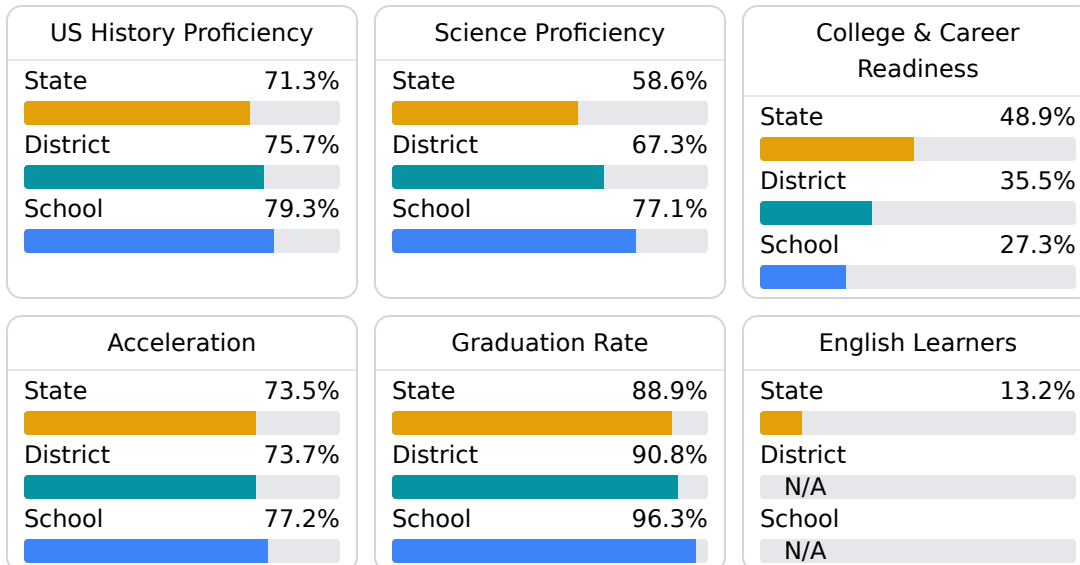 US History Proficiency
State 71.3%
District 75.7%
School 79.3%
Science Proficiency
State 58.6%
District 67.3%
School 77.1%
College & Career
Readiness
State 48.9%
District 35.5%
School 27.3%
Acceleration
State 73.5%
District 73.7%
School 77.2%
Graduation Rate
State 88.9%
District 90.8%
School 96.3%
English Learners
State 13.2%
District
N/A
School
N/A